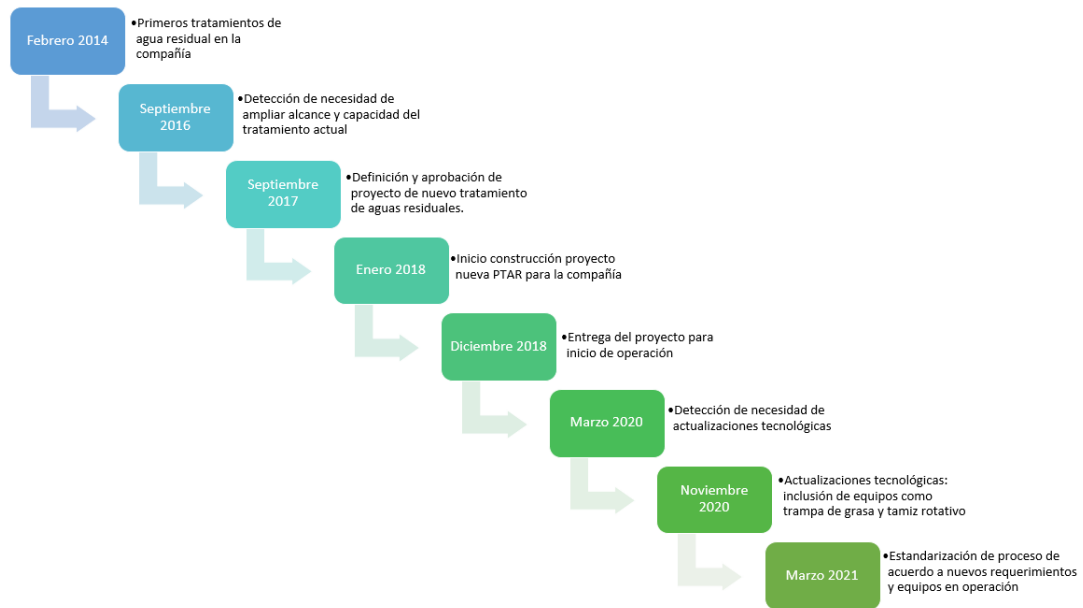 Febrero 2014
•Primeros tratamientos de
agua residual en la
compañía
Septiembre
2016
•Detección de necesidad de
ampliar alcance y capacidad del
tratamiento actual
Septiembre
2017
•Definición y aprobación de
proyecto de nuevo tratamiento
de aguas residuales.
Enero 2018
•Inicio construcción proyecto
nueva PTAR para la compañía
Diciembre 2018
•Entrega del proyecto para
inicio de operación
Marzo 2020
•Detección de necesidad de
actualizaciones tecnológicas
Noviembre
2020
•Actualizaciones tecnológicas:
inclusión de equipos como
trampa de grasa y tamiz rotativo
Marzo 2021
•Estandarización de proceso de
acuerdo a nuevos requerimientos
y equipos en operación